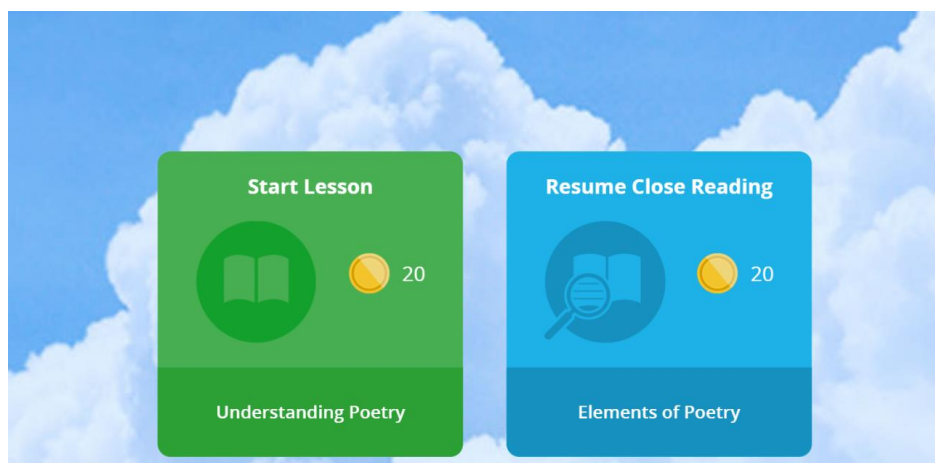 Start Lesson
20
Understanding Poetry
Resume Close Reading
20
Elements of Poetry